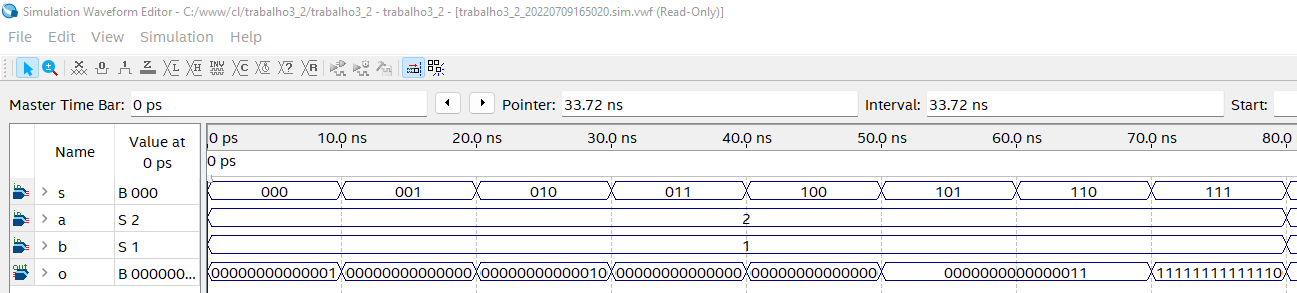 Simulation Waveform Editor - C:/www/cl/trabalho3_2/trabalho3_2 - trabalho3_2 - [trabalho3_2_20220709165020.sim.vwf (Read-Only)]
File Edit View Simulation Help
Master Time Bar: 0 ps Pointer: 33.72 ns Interval: 33.72 ns Start:
Name Value at 0 ps 0 ps 10.0 ns 20.0 ns 30.0 ns 40.0 ns 50.0 ns 60.0 ns 70.0 ns 80.0
0 ps
s B 000 000 001 010 011 100 101 110 111
a S 2 2
b S 1 1
o B 000000... 00000000000001 00000000000000 00000000000010 00000000000000 00000000000000 0000000000000011 11111111111110